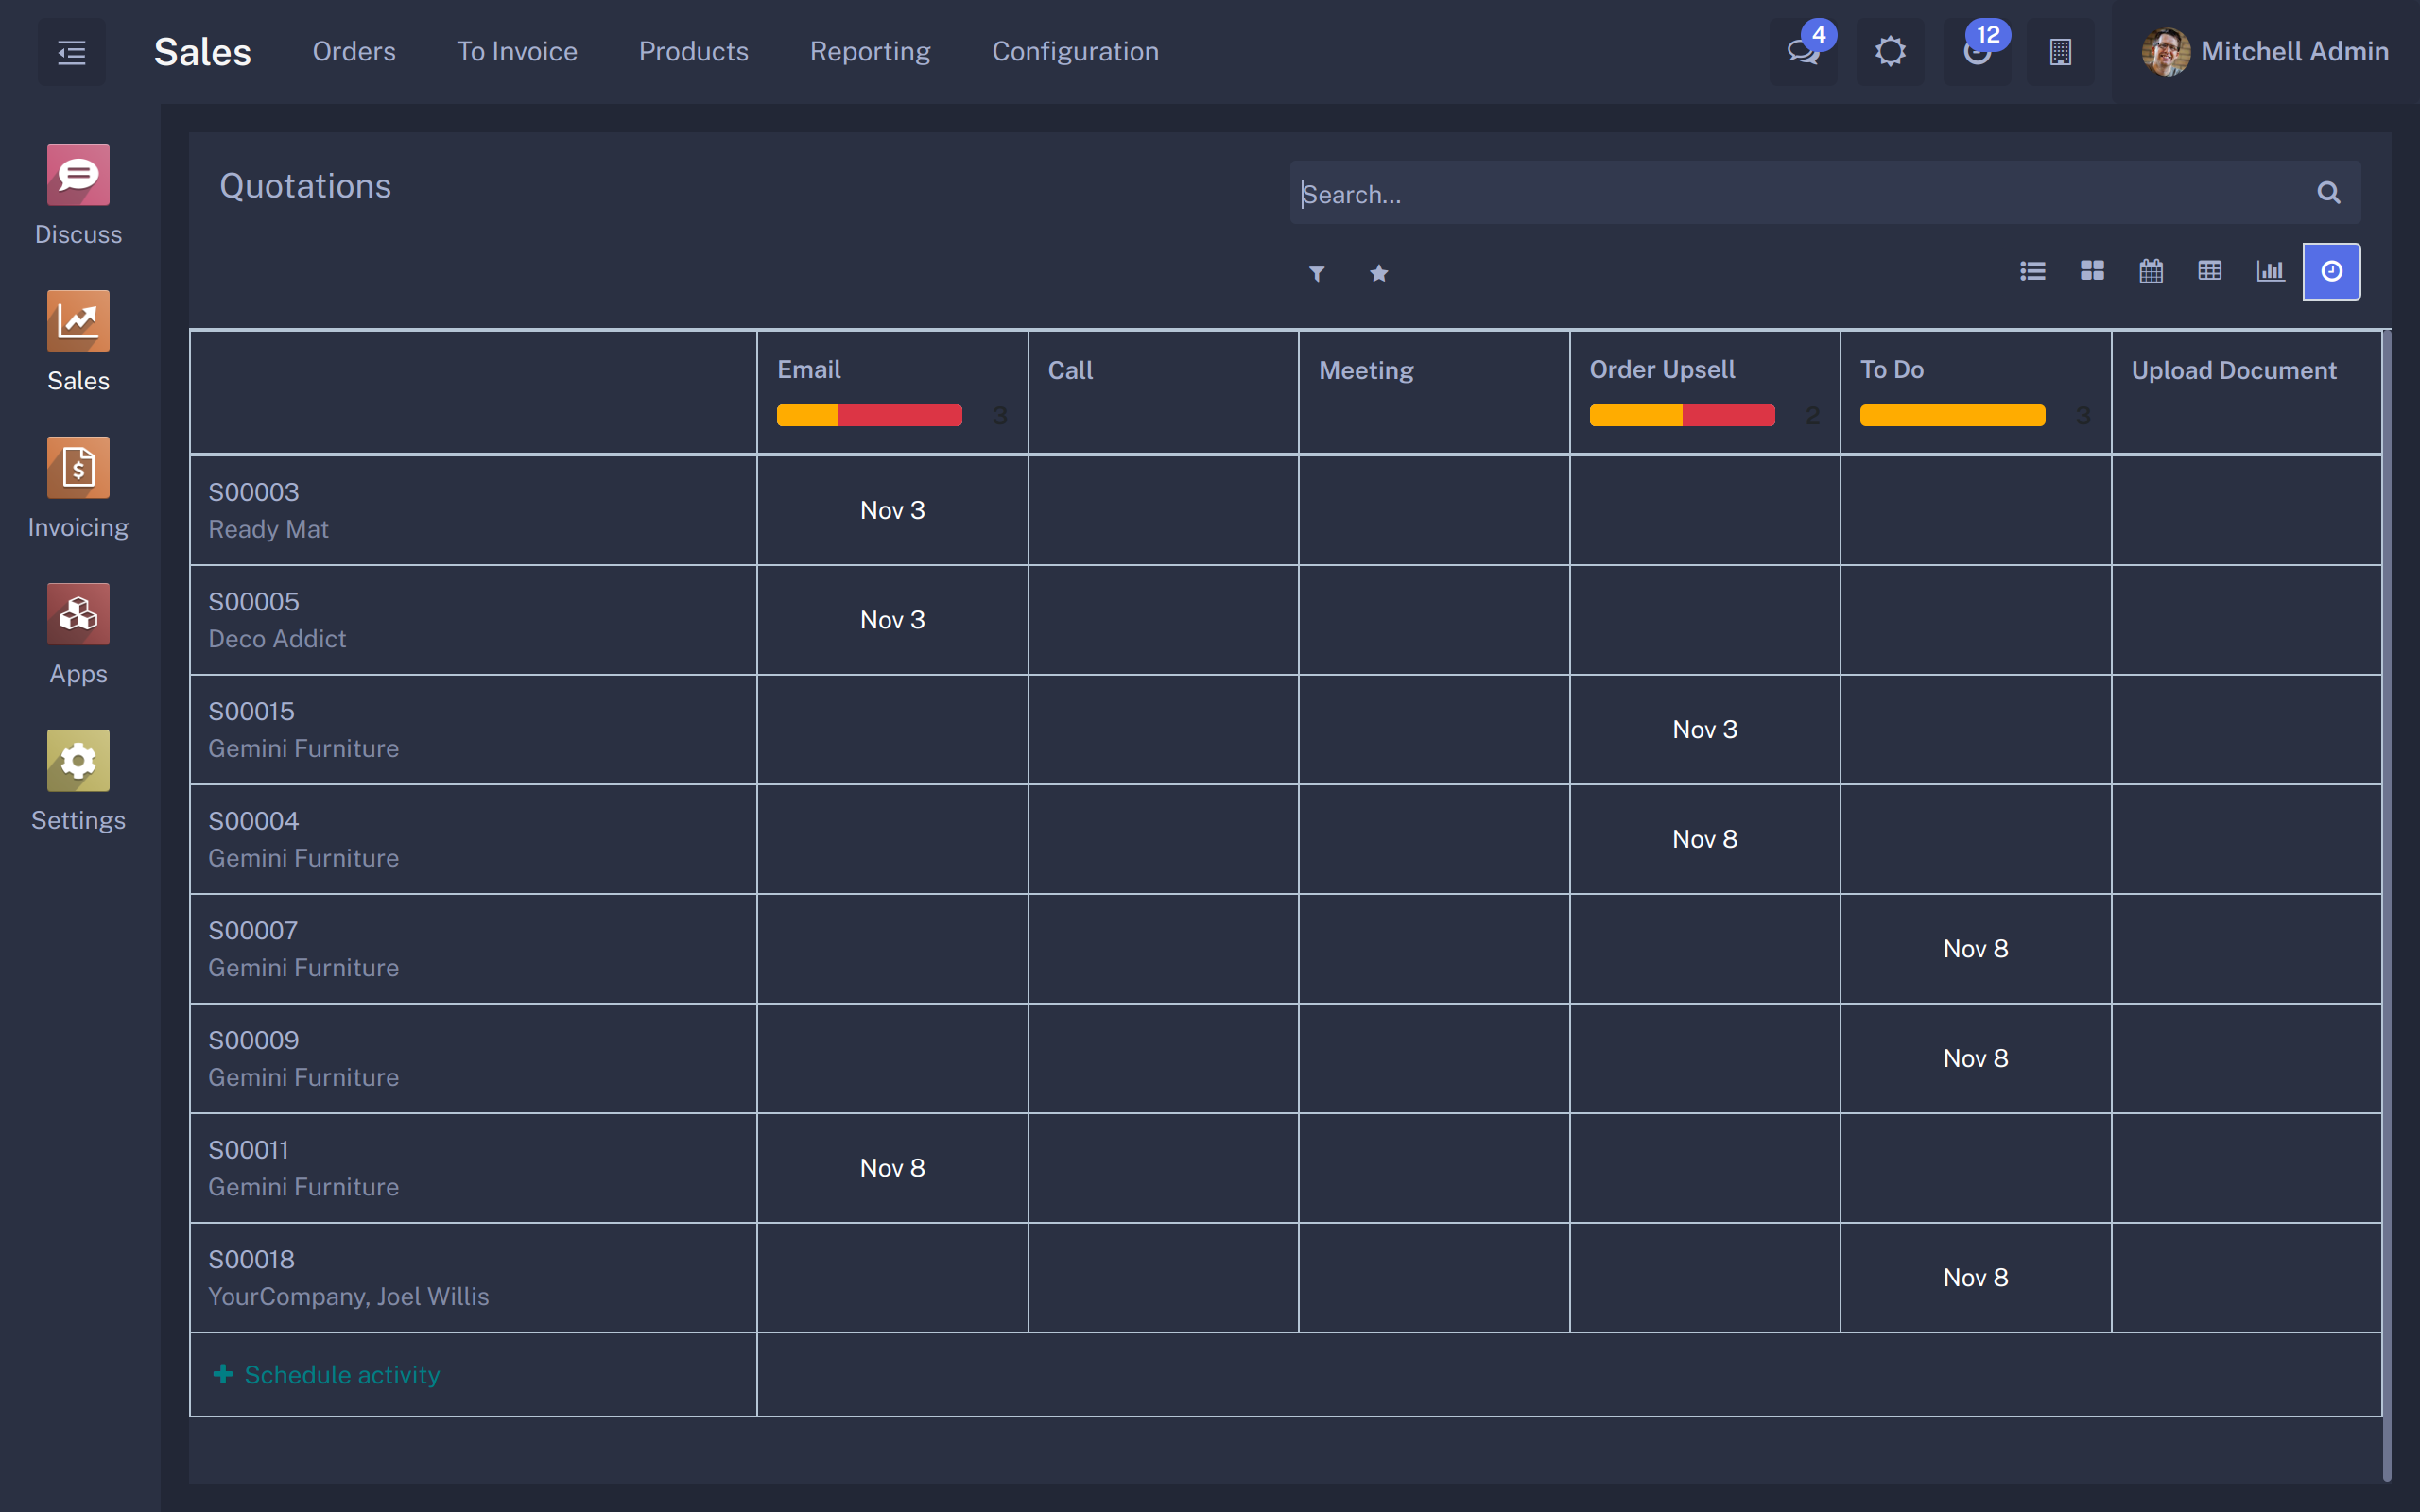 Sales
Orders
To Invoice
Products
Reporting
Configuration
4
12
Mitchell Admin
Discuss
Sales
Invoicing
Apps
Settings
Quotations
Search...
Email
Call
Meeting
Order Upsell
To Do
Upload Document
3
2
3
S00003
Ready Mat
Nov 3
S00005
Deco Addict
Nov 3
S00015
Gemini Furniture
Nov 3
S00004
Gemini Furniture
Nov 8
S00007
Gemini Furniture
Nov 8
S00009
Gemini Furniture
Nov 8
S00011
Gemini Furniture
Nov 8
S00018
YourCompany, Joel Willis
Nov 8
Schedule activity